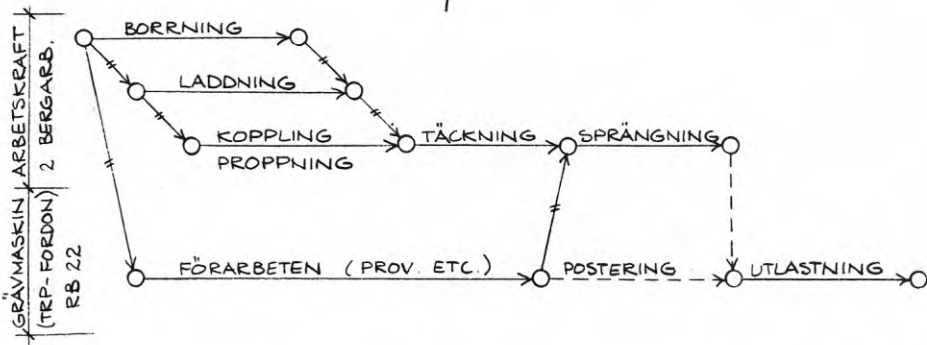 GRÄVMASKIN, ARBETSKRAFT
(TRP-FORDON) 2 BERGARB.
RB 22
BORRNING
LADDNING
KOPPLING
PROPPNING
TÄCKNING
SPRÄNGNING
FÖRARBETEN (PROV. ETC.)
POSTERING
UTLASTNING